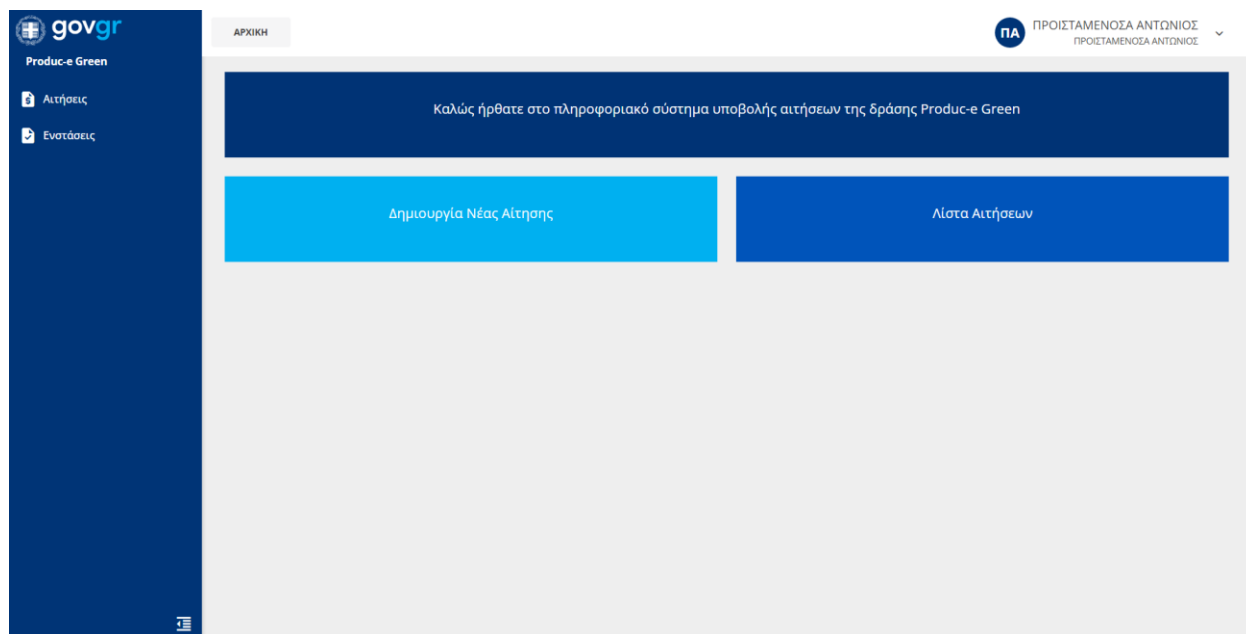 govgr
Produc-e Green
Αιτήσεις
Ενστάσεις
ΑΡΧΙΚΗ
ΠΑ
ΠΡΟΙΣΤΑΜΕΝΟΣΑ ΑΝΤΩΝΙΟΣ
ΠΡΟΙΣΤΑΜΕΝΟΣΑ ΑΝΤΩΝΙΟΣ
Καλώς ήρθατε στο πληροφοριακό σύστημα υποβολής αιτήσεων της δράσης Produc-e Green
Δημιουργία Νέας Αίτησης
Λίστα Αιτήσεων